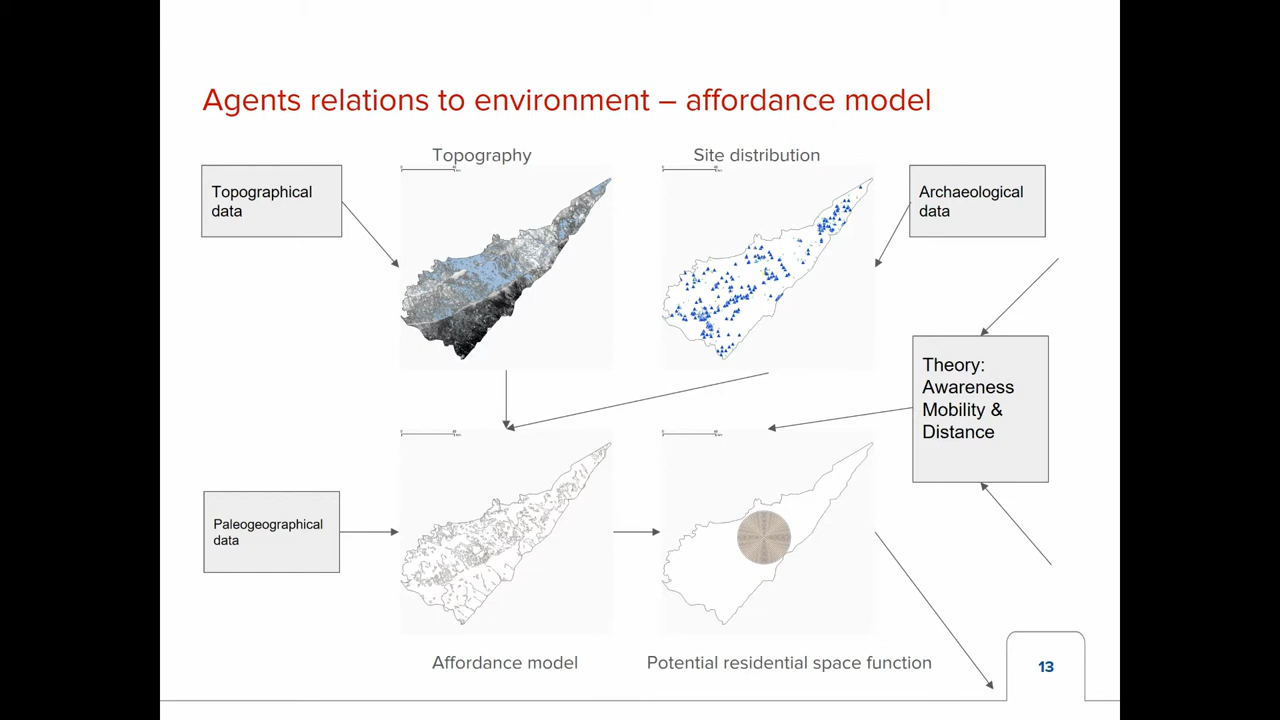 Agents relations to environment – affordance model
Topography
Site distribution
Topographical
data
Archaeological
data
Theory:
Awareness
Mobility &
Distance
Paleogeographical
data
Affordance model
Potential residential space function
13